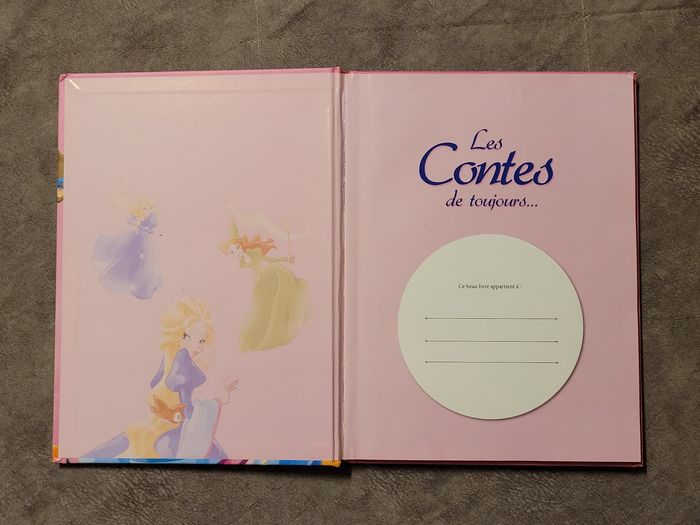 Les
Contes
de toujours...
Ce beau livre appartient à :